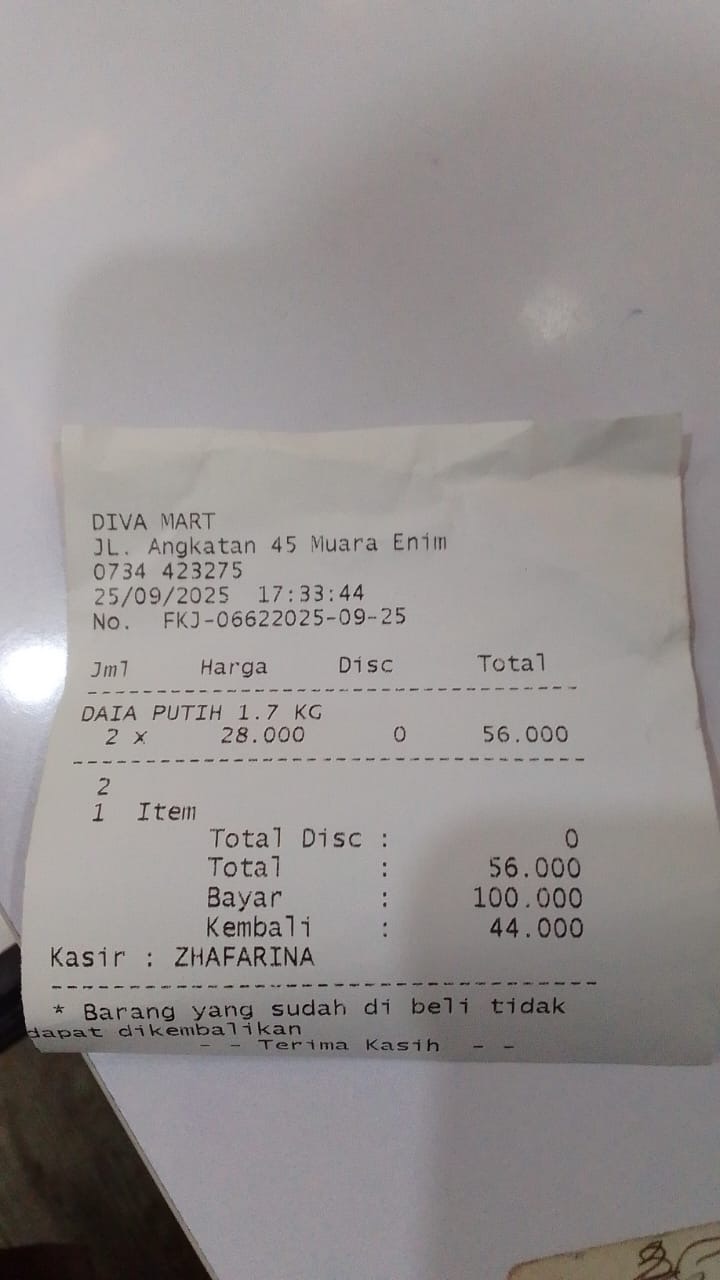 DIVA MART
JL. Angkatan 45 Muara Enim
0734 423275
25/09/2025  17:33:44
No.  FKJ-06622025-09-25
Jml Harga Disc Total
--------------------------------------
DAIA PUTIH 1.7 KG
2 x 28.000 0 56.000
--------------------------------------
2
1 Item
Total Disc : 0
Total : 56.000
Bayar : 100.000
Kembali : 44.000
Kasir : ZHAFARINA
--------------------------------------
* Barang yang sudah di beli tidak
dapat dikembalikan
- - Terima Kasih - -